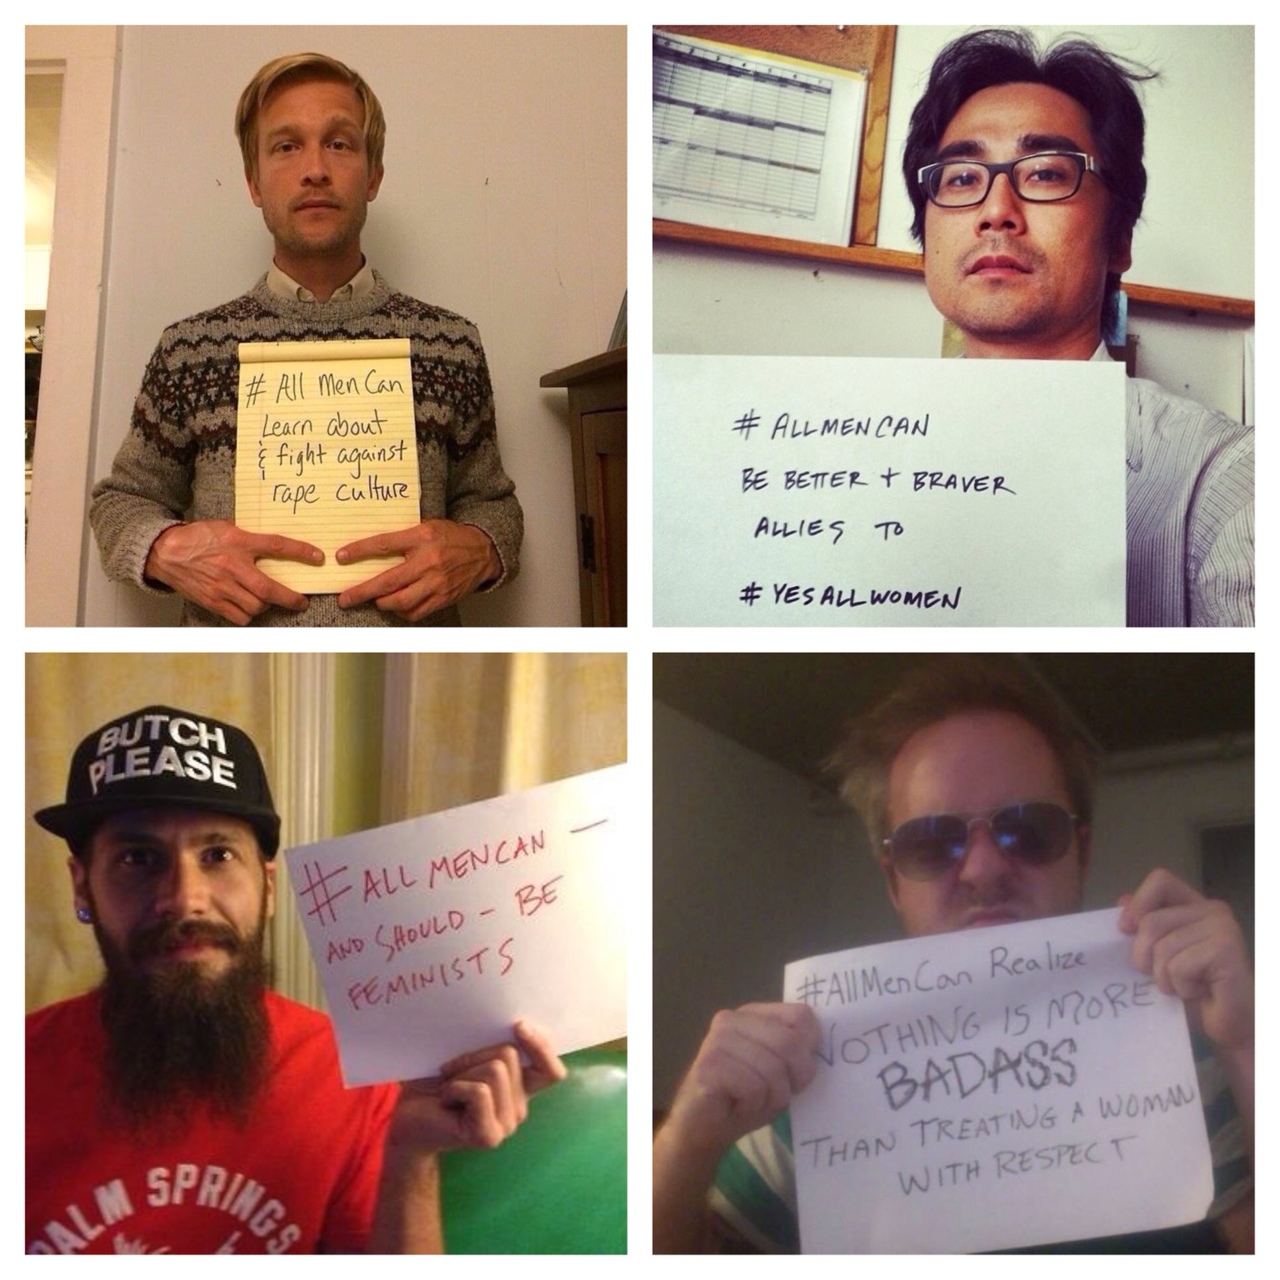 # All Men Can
Learn about
& fight against
rape culture
# ALLMENCAN
BE BETTER + BRAVER
ALLIES TO
# YESALLWOMEN
BUTCH
PLEASE
#ALLMENCAN —
AND SHOULD - BE
FEMINISTS
PALM SPRINGS
#AllMenCan Realize
NOTHING IS MORE
BADASS
THAN TREATING A WOMAN
WITH RESPECT